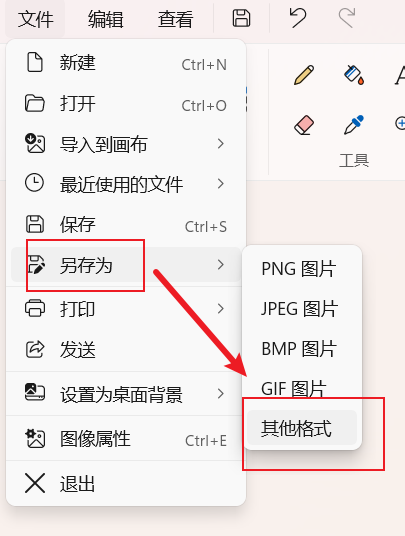 文件 编辑 查看
新建 Ctrl+N
打开 Ctrl+O
导入到画布
最近使用的文件
保存 Ctrl+S
另存为
打印
发送
设置为桌面背景
图像属性 Ctrl+E
退出
PNG 图片
JPEG 图片
BMP 图片
GIF 图片
其他格式
A
工具